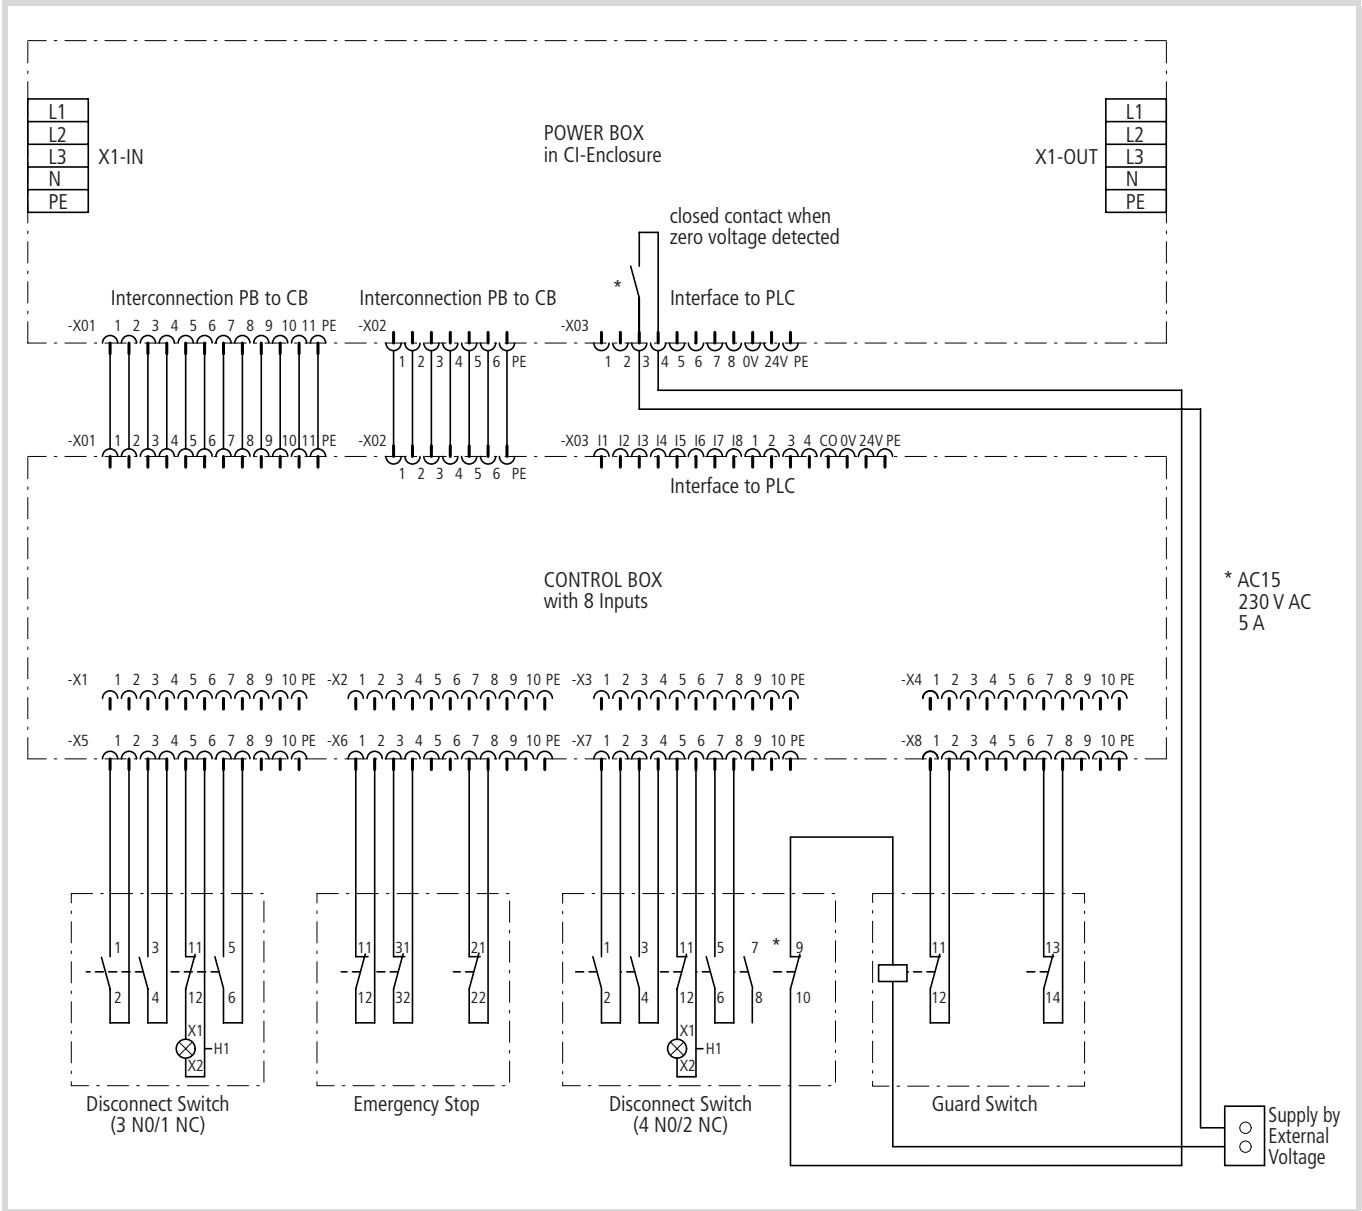 L1
L2
L3
N
PE
X1-IN
POWER BOX
in CI-Enclosure
X1-OUT
L1
L2
L3
N
PE
closed contact when
zero voltage detected
*
Interconnection PB to CB
Interconnection PB to CB
Interface to PLC
-X01 1 2 3 4 5 6 7 8 9 10 11 PE
-X02
1 2 3 4 5 6 PE
-X03
1 2 3 4 5 6 7 8 0V 24V PE
-X01 1 2 3 4 5 6 7 8 9 10 11 PE
-X02
1 2 3 4 5 6 PE
-X03 I1 I2 I3 I4 I5 I6 I7 I8 1 2 3 4 CO 0V 24V PE
Interface to PLC
CONTROL BOX
with 8 Inputs
* AC15
230 V AC
5 A
-X1 1 2 3 4 5 6 7 8 9 10 PE
-X2 1 2 3 4 5 6 7 8 9 10 PE
-X3 1 2 3 4 5 6 7 8 9 10 PE
-X4 1 2 3 4 5 6 7 8 9 10 PE
-X5 1 2 3 4 5 6 7 8 9 10 PE
-X6 1 2 3 4 5 6 7 8 9 10 PE
-X7 1 2 3 4 5 6 7 8 9 10 PE
-X8 1 2 3 4 5 6 7 8 9 10 PE
1 3 11 5
2 4 12 6
X1
H1
X2
Disconnect Switch
(3 N0/1 NC)
11 31 21
12 32 22
Emergency Stop
1 3 11 5 7 * 9
2 4 12 6 8 10
X1
H1
X2
Disconnect Switch
(4 N0/2 NC)
11 13
12 14
Guard Switch
Supply by
External
Voltage